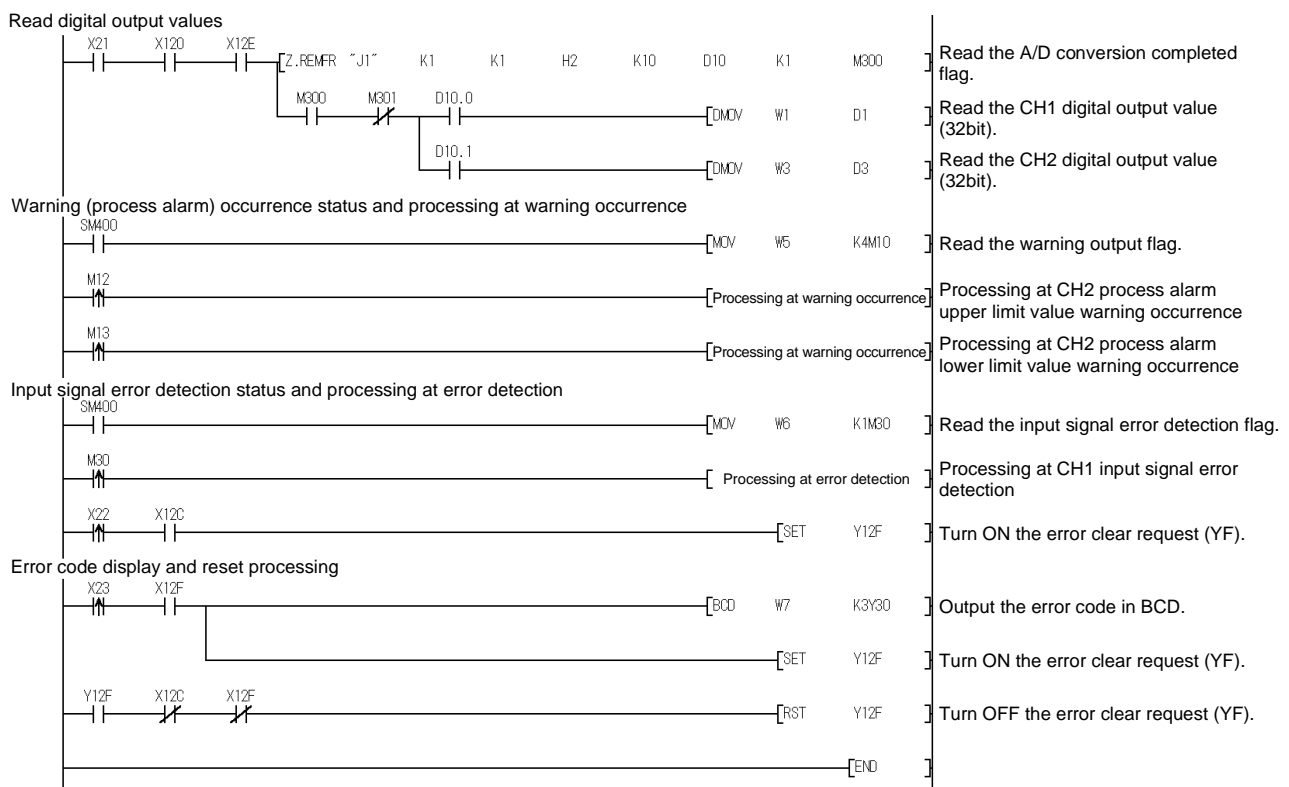 Read digital output values
X21 X120 X12E
Z.REMFR "J1" K1 K1 H2 K10 D10 K1 M300
Read the A/D conversion completed
flag.
M300 M301 D10.0
DMOV W1 D1
Read the CH1 digital output value
(32bit).
D10.1
DMOV W3 D3
Read the CH2 digital output value
(32bit).
Warning (process alarm) occurrence status and processing at warning occurrence
SM400
MOV W5 K4M10
Read the warning output flag.
M12
Processing at warning occurrence
Processing at CH2 process alarm
upper limit value warning occurrence
M13
Processing at warning occurrence
Processing at CH2 process alarm
lower limit value warning occurrence
Input signal error detection status and processing at error detection
SM400
MOV W6 K1M30
Read the input signal error detection flag.
M30
Processing at error detection
Processing at CH1 input signal error
detection
X22 X12C
SET Y12F
Turn ON the error clear request (YF).
Error code display and reset processing
X23 X12F
BCD W7 K3Y30
Output the error code in BCD.
SET Y12F
Turn ON the error clear request (YF).
Y12F X12C X12F
RST Y12F
Turn OFF the error clear request (YF).
END